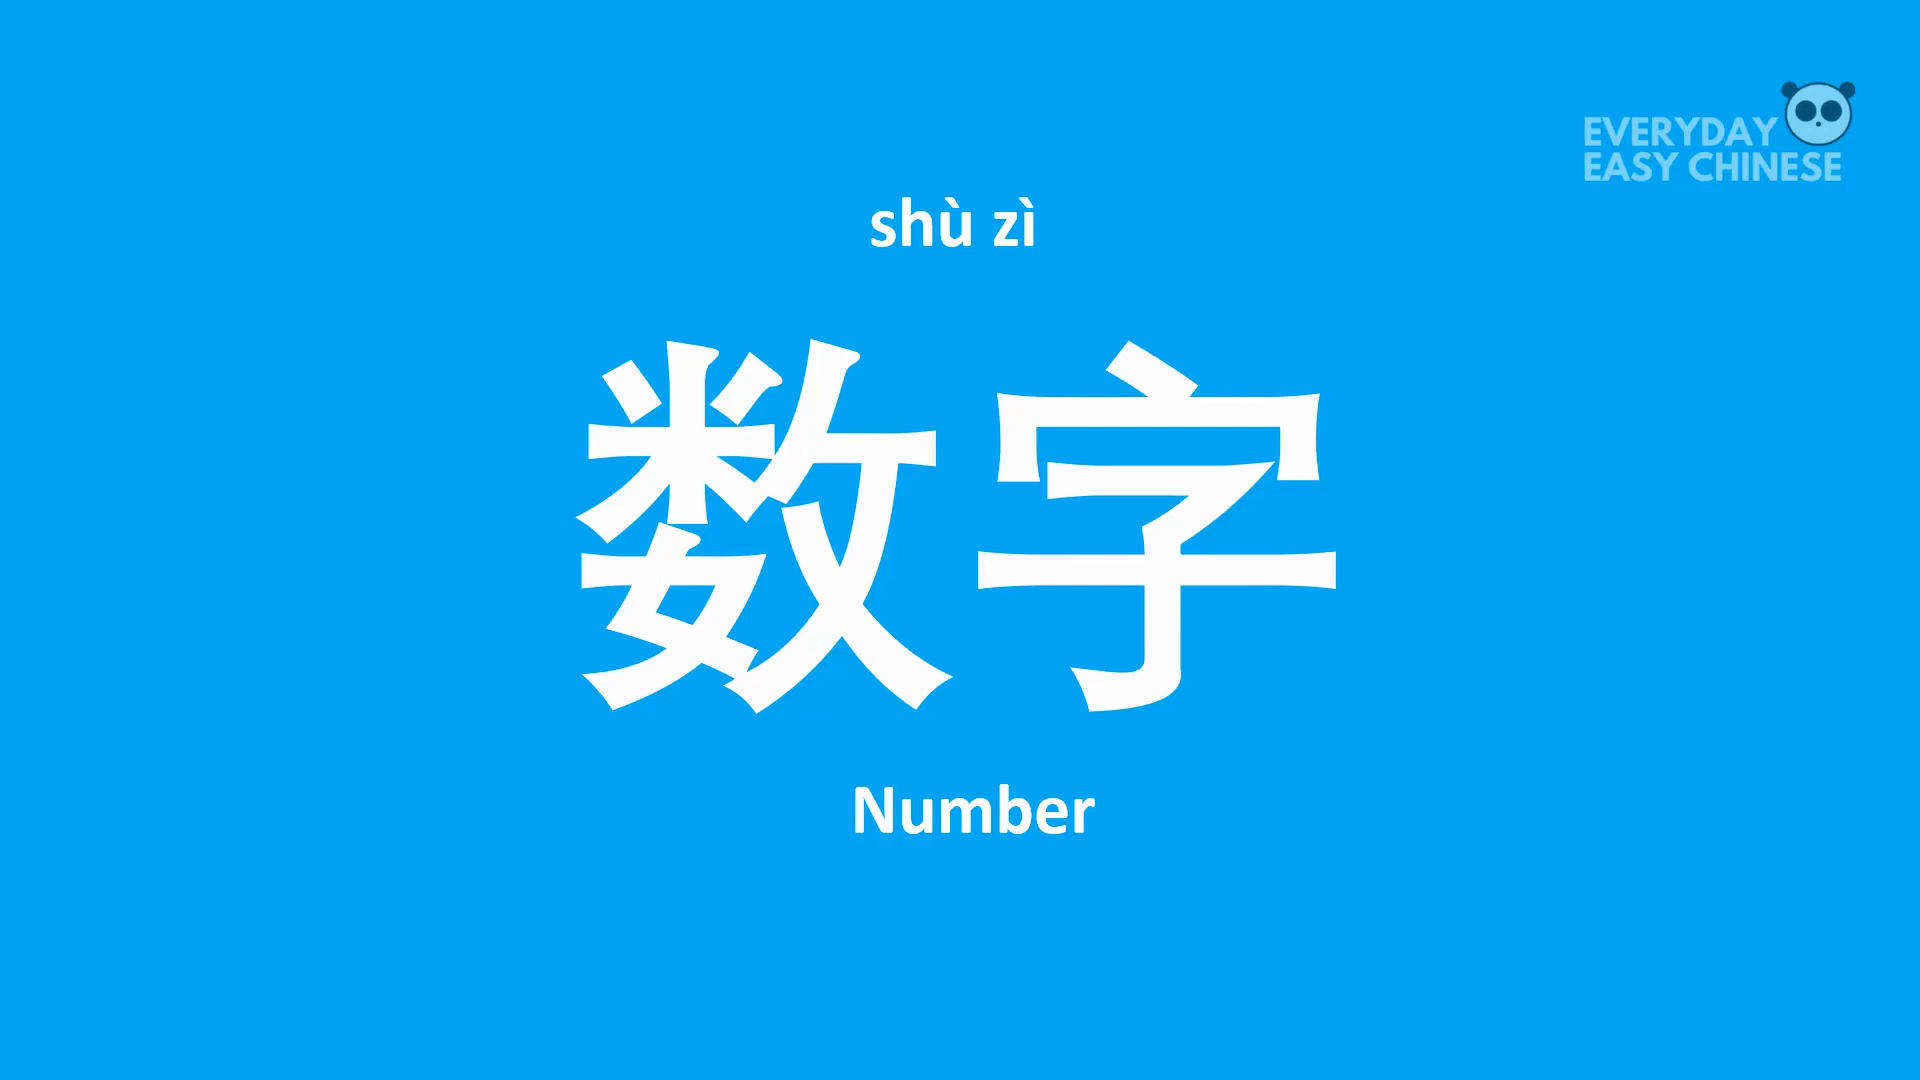 EVERYDAY
EASY CHINESE
shù zì
数字
Number